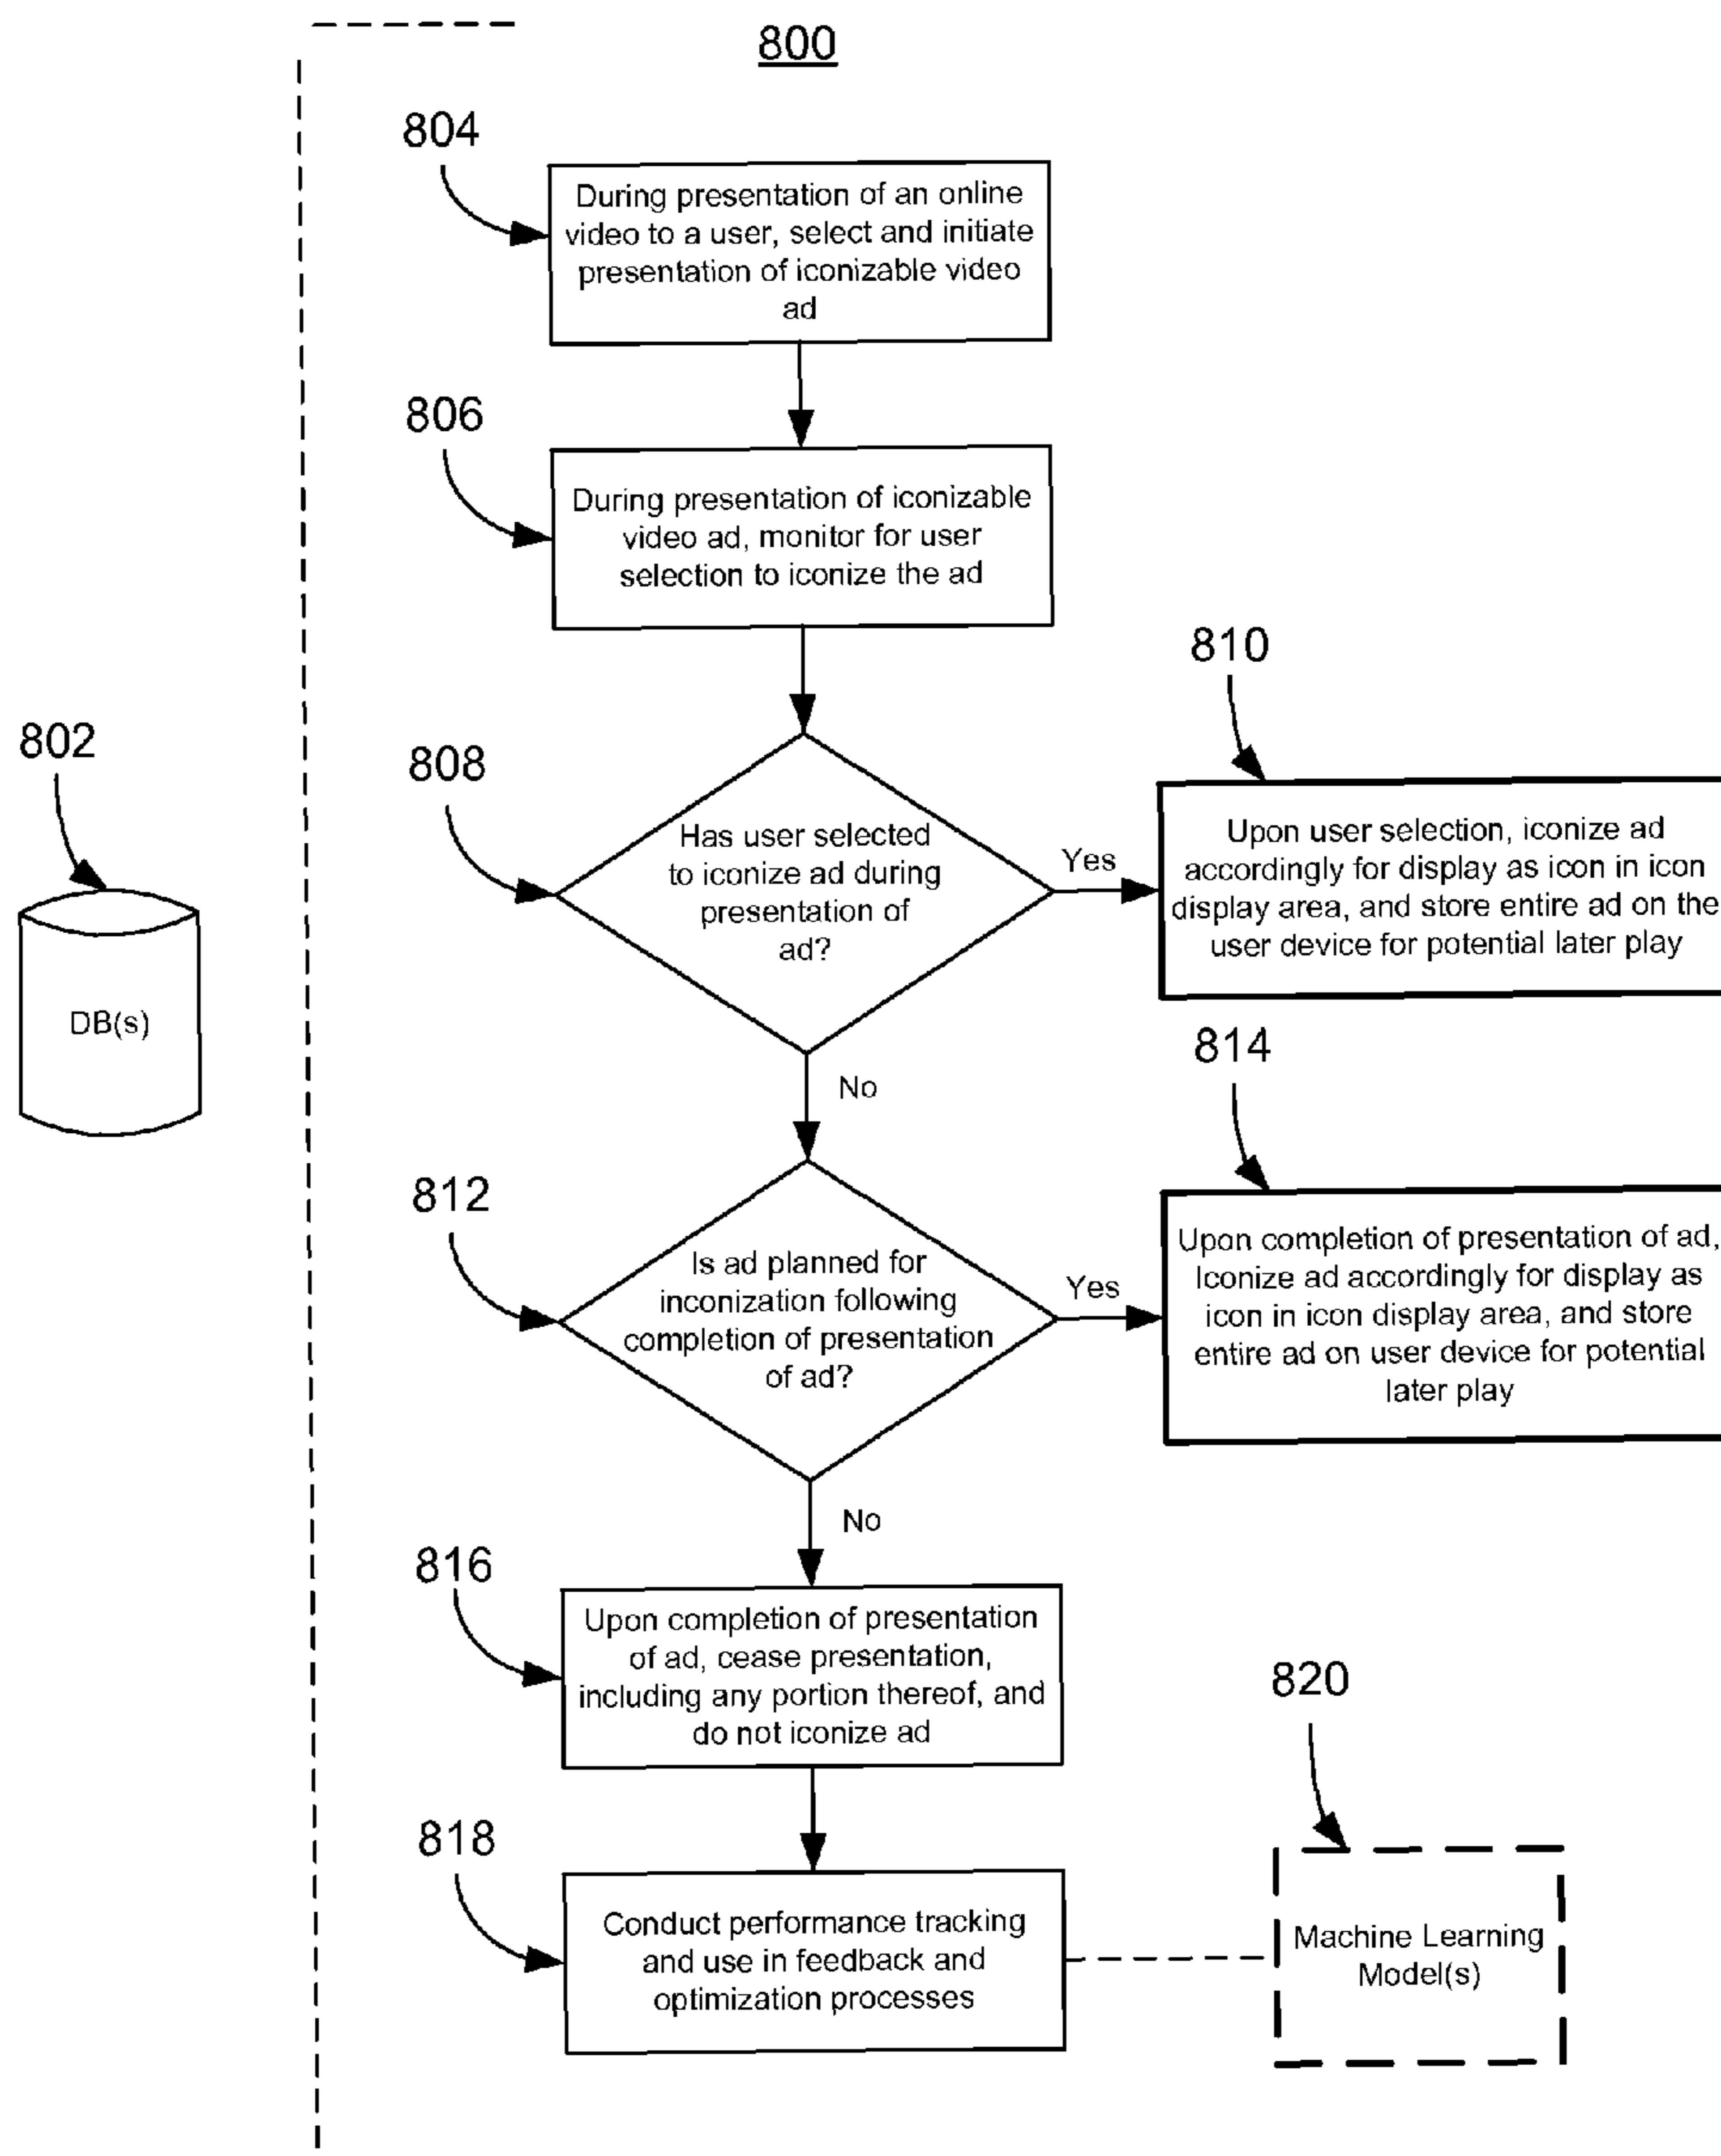 800
804
During presentation of an online
video to a user, select and initiate
presentation of iconizable video
ad
806
During presentation of iconizable
video ad, monitor for user
selection to iconize the ad
810
802
808
Has user selected
to iconize ad during
presentation of
ad?
Yes
Upon user selection, iconize ad
accordingly for display as icon in icon
display area, and store entire ad on the
user device for potential later play
DB(s)
No
814
812
Is ad planned for
inconization following
completion of presentation
of ad?
Yes
Upon completion of presentation of ad,
Iconize ad accordingly for display as
icon in icon display area, and store
entire ad on user device for potential
later play
No
816
Upon completion of presentation
of ad, cease presentation,
including any portion thereof, and
do not iconize ad
820
818
Conduct performance tracking
and use in feedback and
optimization processes
Machine Learning
Model(s)